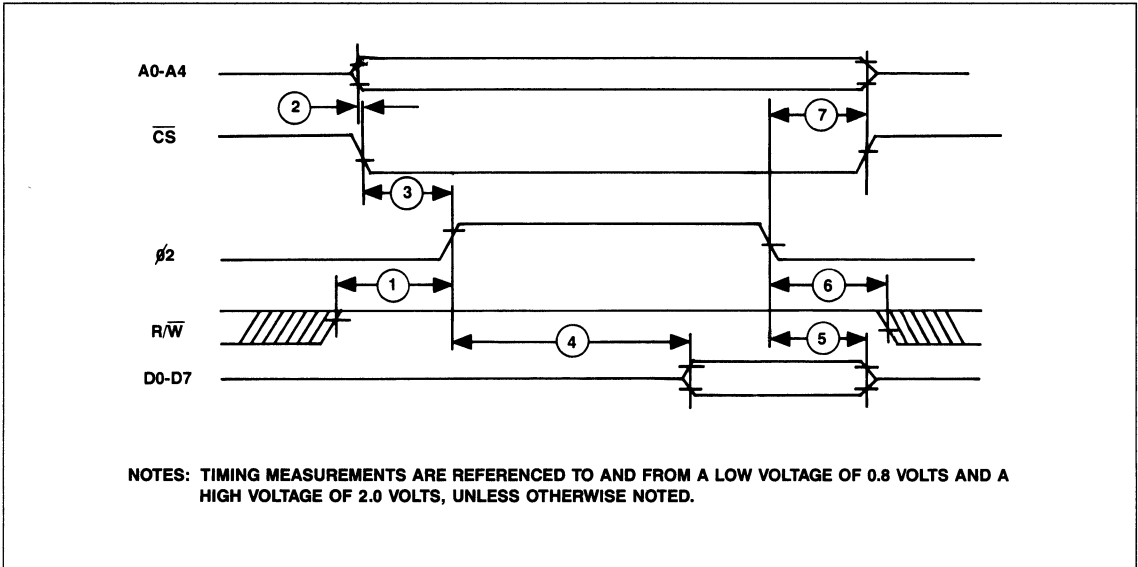 A0-A4
2
7
C̅S̅
3
ø2
1
6
R/W̅
4
5
D0-D7
NOTES: TIMING MEASUREMENTS ARE REFERENCED TO AND FROM A LOW VOLTAGE OF 0.8 VOLTS AND A
HIGH VOLTAGE OF 2.0 VOLTS, UNLESS OTHERWISE NOTED.